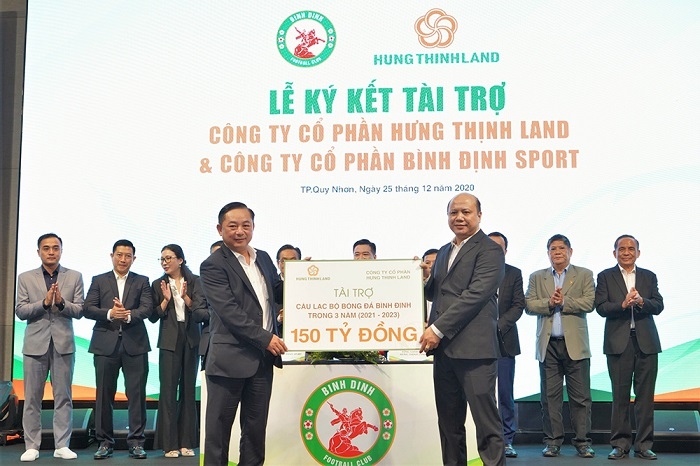 BINH DINH
FOOTBALL CLUB
HUNG THINH LAND
LỄ KÝ KẾT TÀI TRỢ
CÔNG TY CỔ PHẦN HƯNG THỊNH LAND
& CÔNG TY CỔ PHẦN BÌNH ĐỊNH SPORT
TP.Quy Nhơn, Ngày 25 tháng 12 năm 2020
HUNG THINH LAND
CÔNG TY CỔ PHẦN
HƯNG THỊNH LAND
TÀI TRỢ
CÂU LẠC BỘ BÓNG ĐÁ BÌNH ĐỊNH
TRONG 3 NĂM (2021 - 2023)
150 TỶ ĐỒNG
BINH DINH
FOOTBALL CLUB